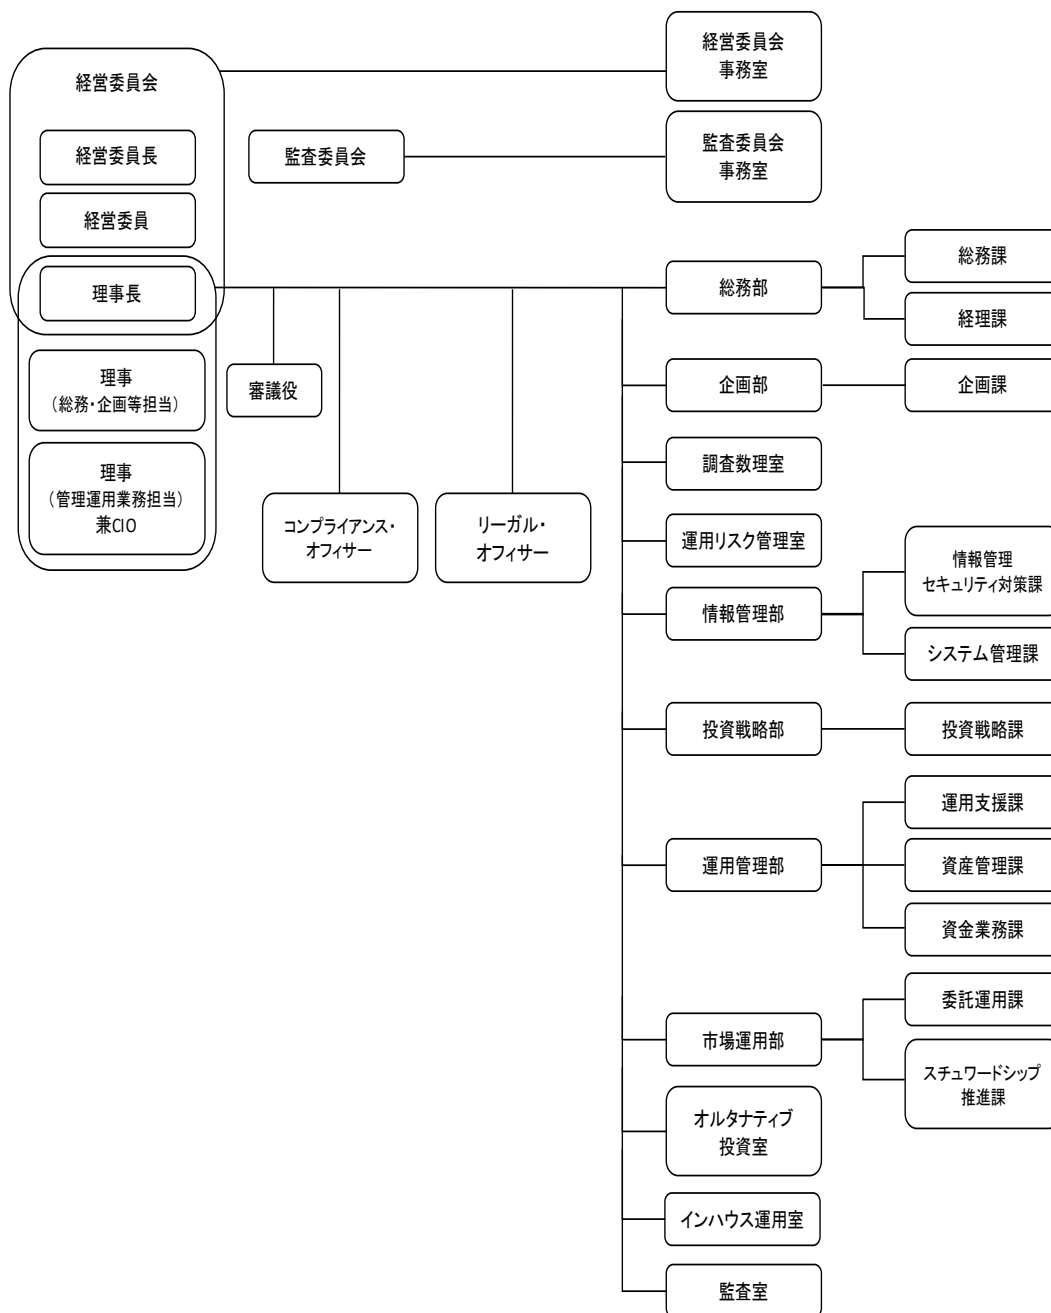 経営委員会
経営委員長
経営委員
理事長
理事
（総務・企画等担当）
理事
（管理運用業務担当）
兼CIO
監査委員会
審議役
コンプライアンス・
オフィサー
リーガル・
オフィサー
経営委員会
事務室
監査委員会
事務室
総務部
総務課
経理課
企画部
企画課
調査数理室
運用リスク管理室
情報管理部
情報管理
セキュリティ対策課
システム管理課
投資戦略部
投資戦略課
運用管理部
運用支援課
資産管理課
資金業務課
市場運用部
委託運用課
スチュワードシップ
推進課
オルタナティブ
投資室
インハウス運用室
監査室